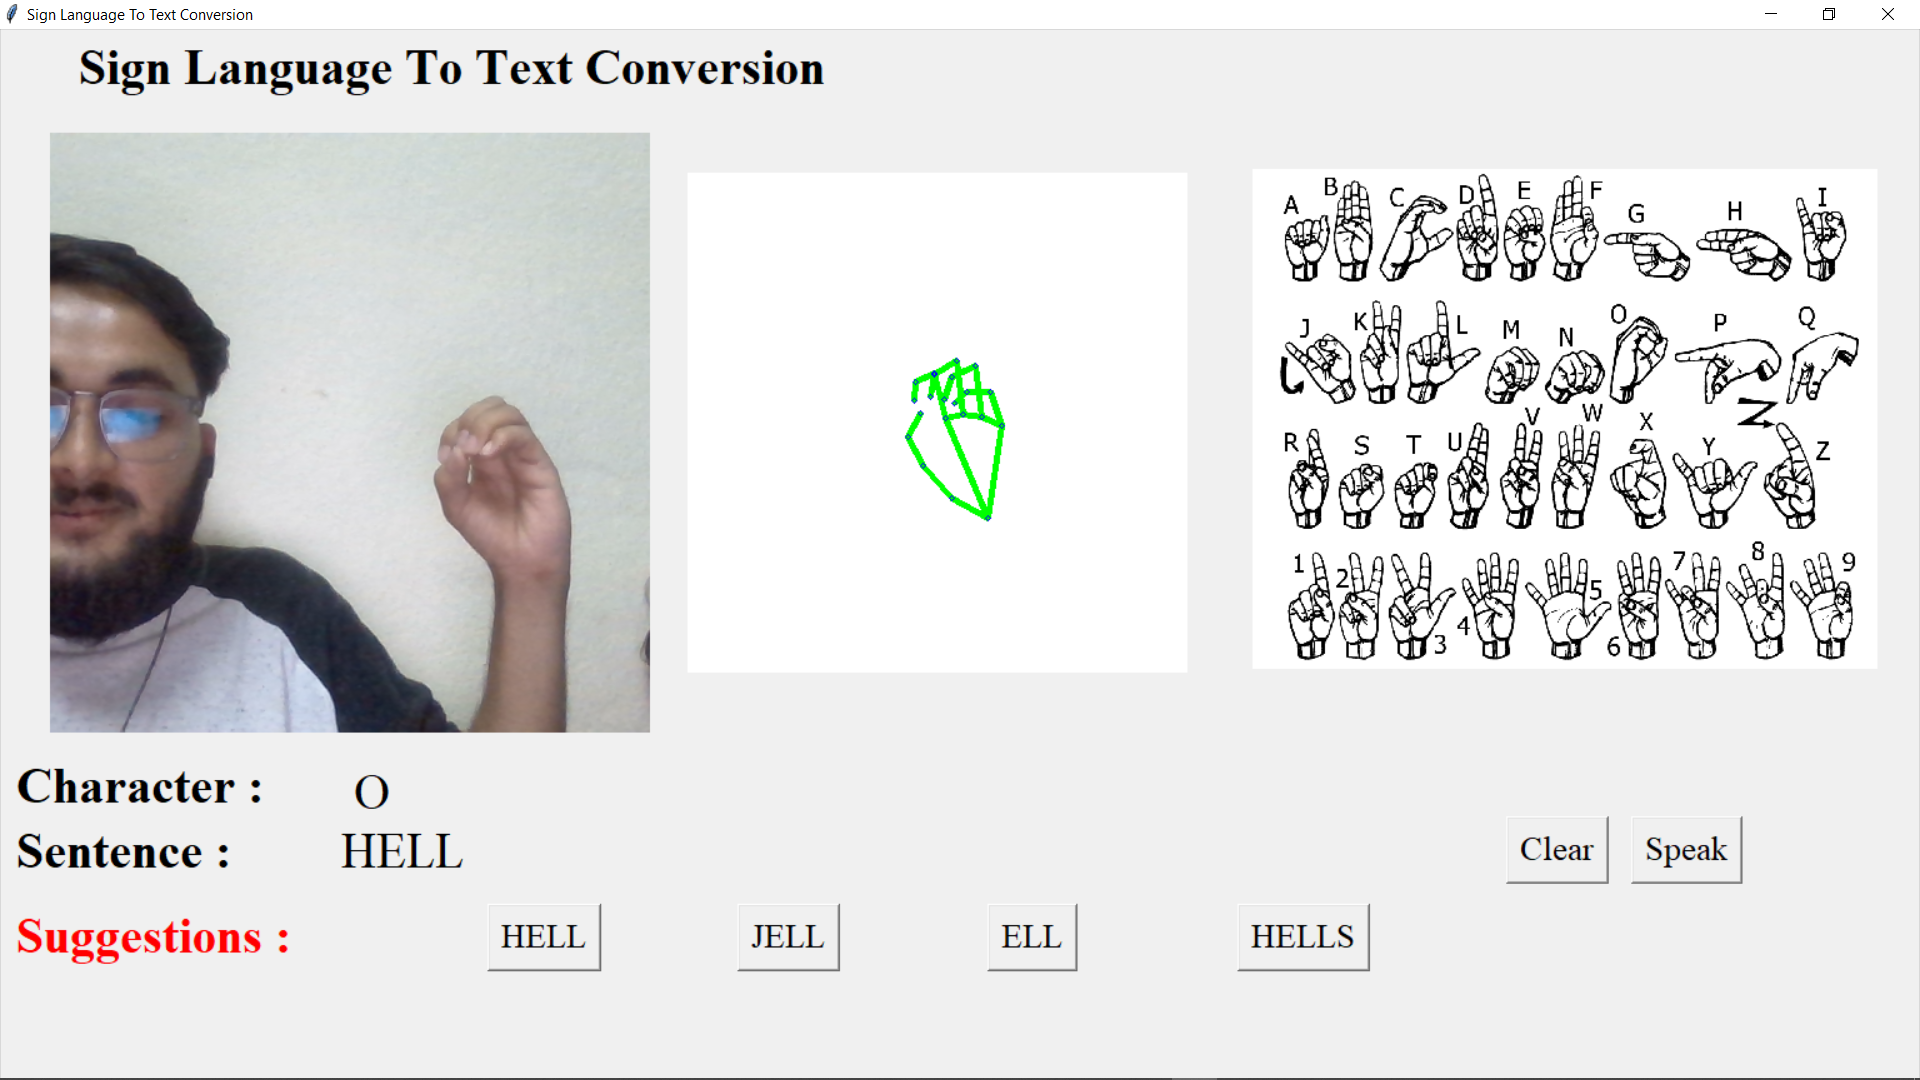 Sign Language To Text Conversion
Sign Language To Text Conversion
A B C D E F G H I
J K L M N O P Q
R S T U V W X Y Z
1 2 3 4 5 6 7 8 9
Character : O
Sentence : HELL
Clear Speak
Suggestions : HELL JELL ELL HELLS